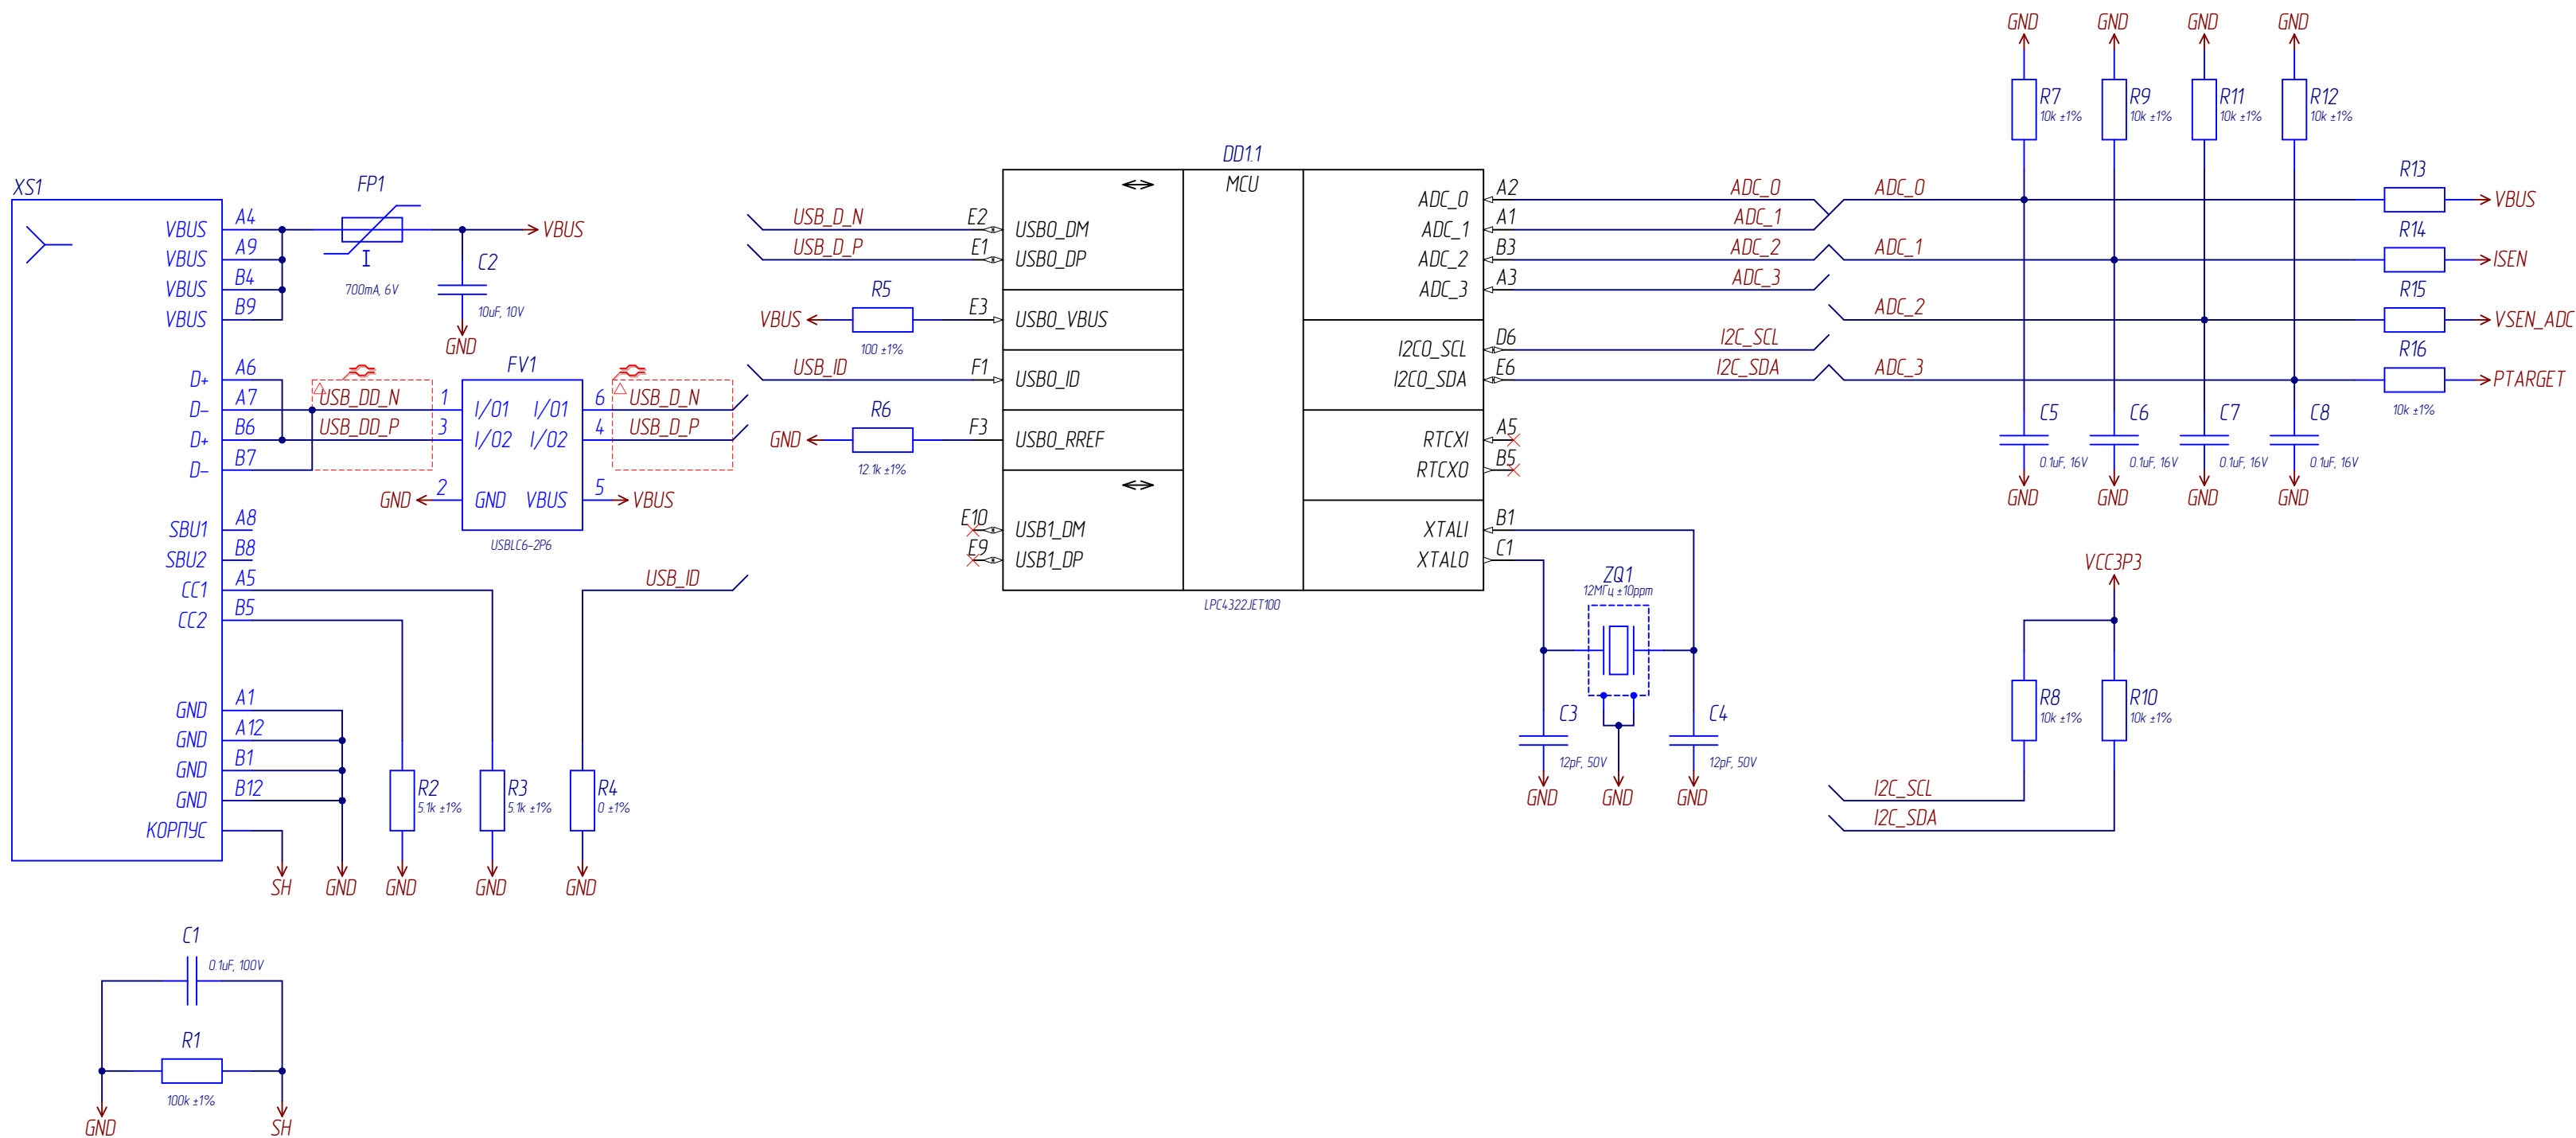 GND GND GND GND
R7 R9 R11 R12
10k ±1% 10k ±1% 10k ±1% 10k ±1%
DD1.1
MCU
XS1
VBUS A4
VBUS A9
VBUS B4
VBUS B9
D+ A6
D- A7
D+ B6
D- B7
SBU1 A8
SBU2 B8
CC1 A5
CC2 B5
GND A1
GND A12
GND B1
GND B12
КОРПУС
FP1
I
700mA, 6V
VBUS
C2
10uF, 10V
GND
USB_DD_N
USB_DD_P
FV1
1 I/O1 I/O1 6
3 I/O2 I/O2 4
2 GND VBUS 5
GND
VBUS
USBLC6-2P6
USB_D_N
USB_D_P
USB_ID
R2
5.1k ±1%
R3
5.1k ±1%
R4
0 ±1%
SH GND GND GND GND
C1
0.1uF, 100V
R1
100k ±1%
GND SH
USB_D_N E2 USB0_DM
USB_D_P E1 USB0_DP
VBUS R5 E3 USB0_VBUS
100 ±1%
USB_ID F1 USB0_ID
GND R6 F3 USB0_RREF
12.1k ±1%
E10 USB1_DM
E9 USB1_DP
LPC4322JET100
ADC_0 A2 ADC_0
ADC_1 A1 ADC_1
ADC_2 B3 ADC_2
ADC_3 A3 ADC_3
I2C0_SCL D6 I2C_SCL
I2C0_SDA E6 I2C_SDA
RTCXI A5
RTCXO B5
XTALI B1
XTALO C1
ZQ1
12МГц ±10ppm
C3
12pF, 50V
C4
12pF, 50V
GND GND GND
ADC_0 R13 VBUS
ADC_1 R14 ISEN
ADC_2 R15 VSEN_ADC
ADC_3 R16 PTARGET
10k ±1%
C5 C6 C7 C8
0.1uF, 16V 0.1uF, 16V 0.1uF, 16V 0.1uF, 16V
GND GND GND GND
VCC3P3
R8 R10
10k ±1% 10k ±1%
I2C_SCL
I2C_SDA